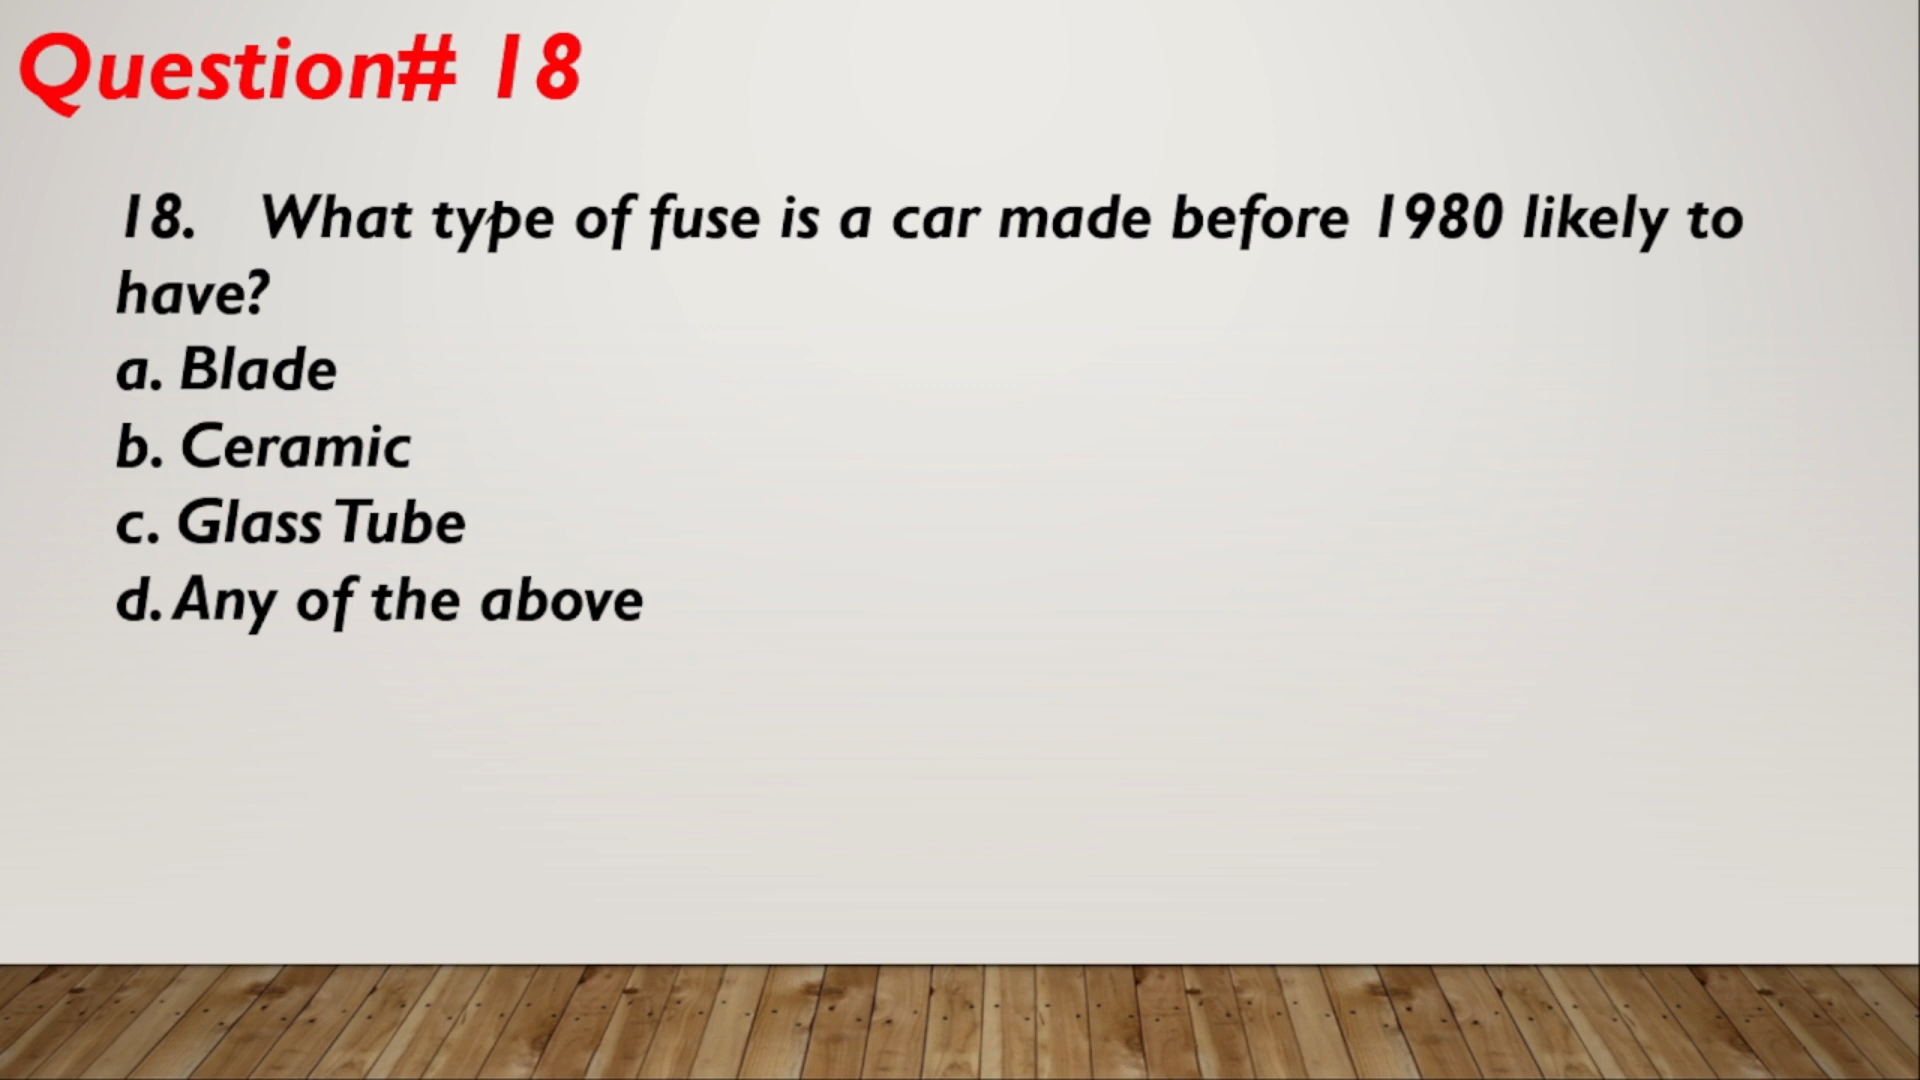 Question# 18
18. What type of fuse is a car made before 1980 likely to
have?
a. Blade
b. Ceramic
c. Glass Tube
d. Any of the above